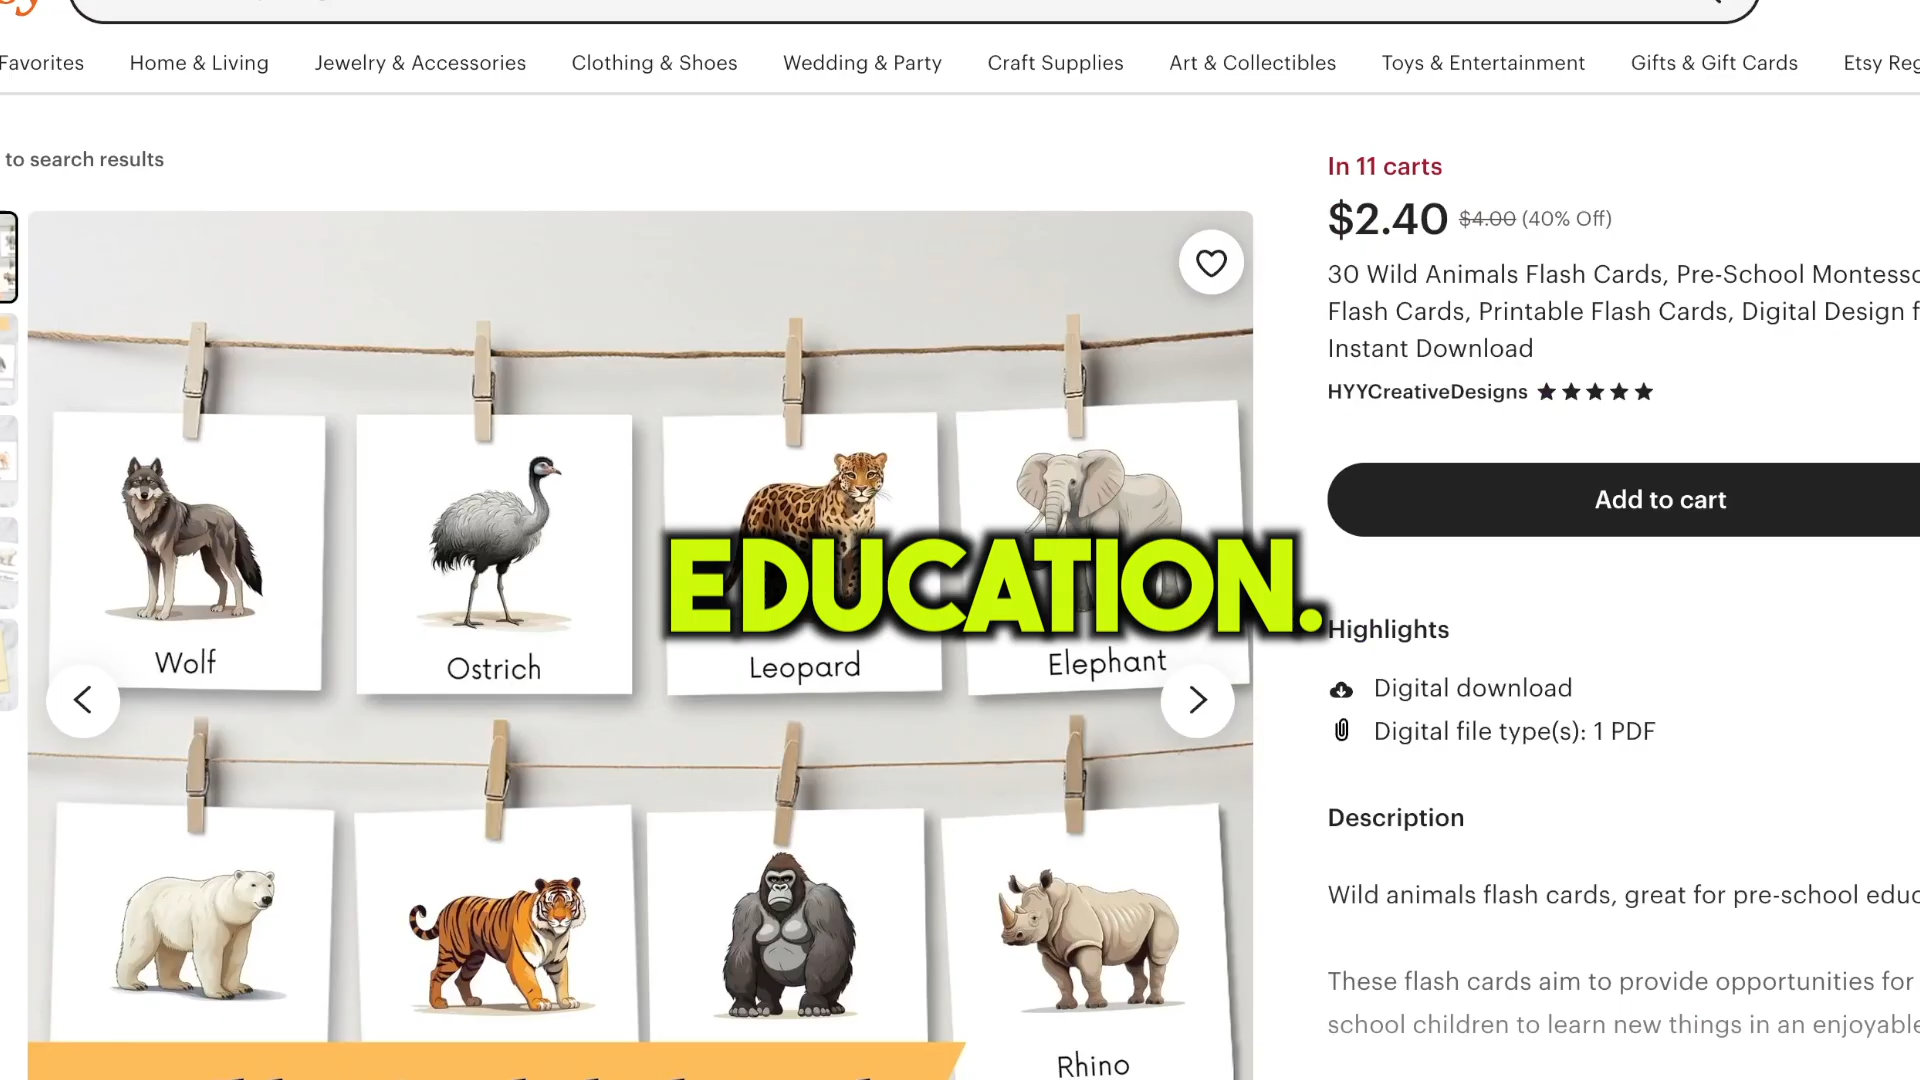 Favorites Home & Living Jewelry & Accessories Clothing & Shoes Wedding & Party Craft Supplies Art & Collectibles Toys & Entertainment Gifts & Gift Cards Etsy Reg
to search results
In 11 carts
$2.40 $4.00 (40% Off)
30 Wild Animals Flash Cards, Pre-School Montesso
Flash Cards, Printable Flash Cards, Digital Design f
Instant Download
HYYCreativeDesigns
Add to cart
Wolf
Ostrich
Leopard
Elephant
EDUCATION.
Rhino
Highlights
Digital download
Digital file type(s): 1 PDF
Description
Wild animals flash cards, great for pre-school educ
These flash cards aim to provide opportunities for
school children to learn new things in an enjoyable